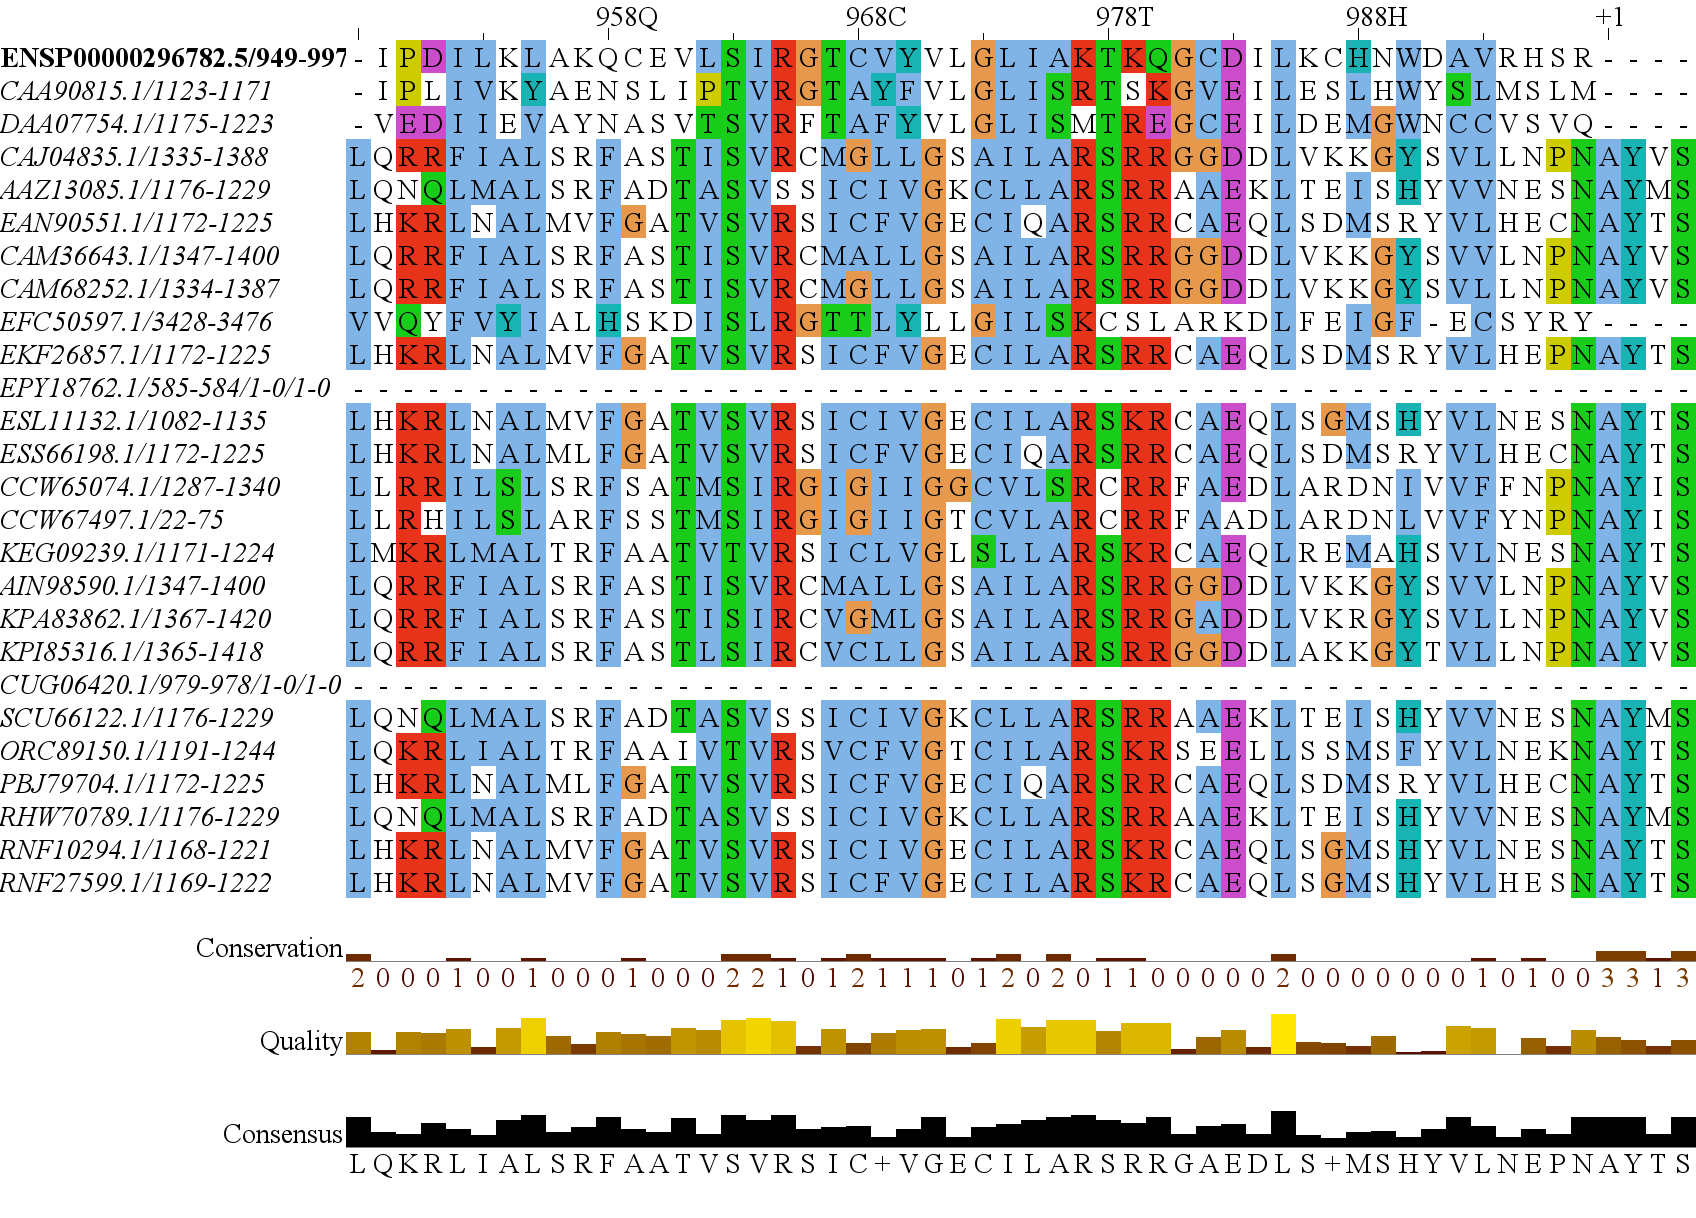 958Q 968C 978T 988H +1
ENSP00000296782.5/949-997 -IPDILKLAKQCEVLSIRGTCVYVLGLIAKTKQGCDILKCHNWDAVRHSR----
CAA90815.1/1123-1171 -IPLIVKYAENSLIPTVRGTAYFVLGLISRTSKGVEILESLHWYSLMSLM----
DAA07754.1/1175-1223 -VEDIIEVAYNASVTSVRFTAFYVLGLISMTREGCEILDEMGWNCCVSVQ----
CAJ04835.1/1335-1388 LQRRFIALSRFASTISVRCMGLLGSAILARSRRGGDDLVKKGYSVLLNPNAYVS
AAZ13085.1/1176-1229 LQNQLMALSRFADTASVSSICIVGKCLLARSRRAAEKLTEISHYVVNESNAYMS
EAN90551.1/1172-1225 LHKRLNALMVFGATVSVRSICFVGECIQARSRRCAEQLSDMSRYVLHECNAYTS
CAM36643.1/1347-1400 LQRRFIALSRFASTISVRCMALLGSAILARSRRGGDDLVKKGYSVVLNPNAYVS
CAM68252.1/1334-1387 LQRRFIALSRFASTISVRCMGLLGSAILARSRRGGDDLVKKGYSVLLNPNAYVS
EFC50597.1/3428-3476 VVQYFVYIALHSKDISLRGTTLYLLGILSKCSLARKDLFEIGF-ECSYRY----
EKF26857.1/1172-1225 LHKRLNALMVFGATVSVRSICFVGECILARSRRCAEQLSDMSRYVLHEPNAYTS
EPY18762.1/585-584/1-0/1-0 ------------------------------------------------------
ESL11132.1/1082-1135 LHKRLNALMVFGATVSVRSICIVGECILARSKRCAEQLSGMSHYVLNESNAYTS
ESS66198.1/1172-1225 LHKRLNALMLFGATVSVRSICFVGECIQARSRRCAEQLSDMSRYVLHECNAYTS
CCW65074.1/1287-1340 LLRRILSLSRFSATMSIRGIGIIGGCVLSRCRRFAEDLARDNIVVFFNPNAYIS
CCW67497.1/22-75 LLRHILSLARFSSTMSIRGIGIIGTCVLARCRRFAADLARDNLVVFYNPNAYIS
KEG09239.1/1171-1224 LMKRLMALTRFAATVTVRSICLVGLSLLARSKRCAEQLREMAHSVLNESNAYTS
AIN98590.1/1347-1400 LQRRFIALSRFASTISVRCMALLGSAILARSRRGGDDLVKKGYSVVLNPNAYVS
KPA83862.1/1367-1420 LQRRFIALSRFASTISIRCVGMLGSAILARSRRGADDLVKRGYSVLLNPNAYVS
KPI85316.1/1365-1418 LQRRFIALSRFASTLSIRCVCLLGSAILARSRRGGDDLAKKGYTVLLNPNAYVS
CUG06420.1/979-978/1-0/1-0 ------------------------------------------------------
SCU66122.1/1176-1229 LQNQLMALSRFADTASVSSICIVGKCLLARSRRAAEKLTEISHYVVNESNAYMS
ORC89150.1/1191-1244 LQKRLIALTRFAAIVTVRSVCFVGTCILARSKRSEELLSSMSFYVLNEKNAYTS
PBJ79704.1/1172-1225 LHKRLNALMLFGATVSVRSICFVGECIQARSRRCAEQLSDMSRYVLHECNAYTS
RHW70789.1/1176-1229 LQNQLMALSRFADTASVSSICIVGKCLLARSRRAAEKLTEISHYVVNESNAYMS
RNF10294.1/1168-1221 LHKRLNALMVFGATVSVRSICIVGECILARSKRCAEQLSGMSHYVLNESNAYTS
RNF27599.1/1169-1222 LHKRLNALMVFGATVSVRSICFVGECILARSKRCAEQLSGMSHYVLHESNAYTS
Conservation
200010010001000221012111012020110000020000000101003313
Quality
Consensus
LQKRLIALSRFAATVSVRSIC+VGECILARSRRGAEDLS+MSHYVLNEPNAYTS